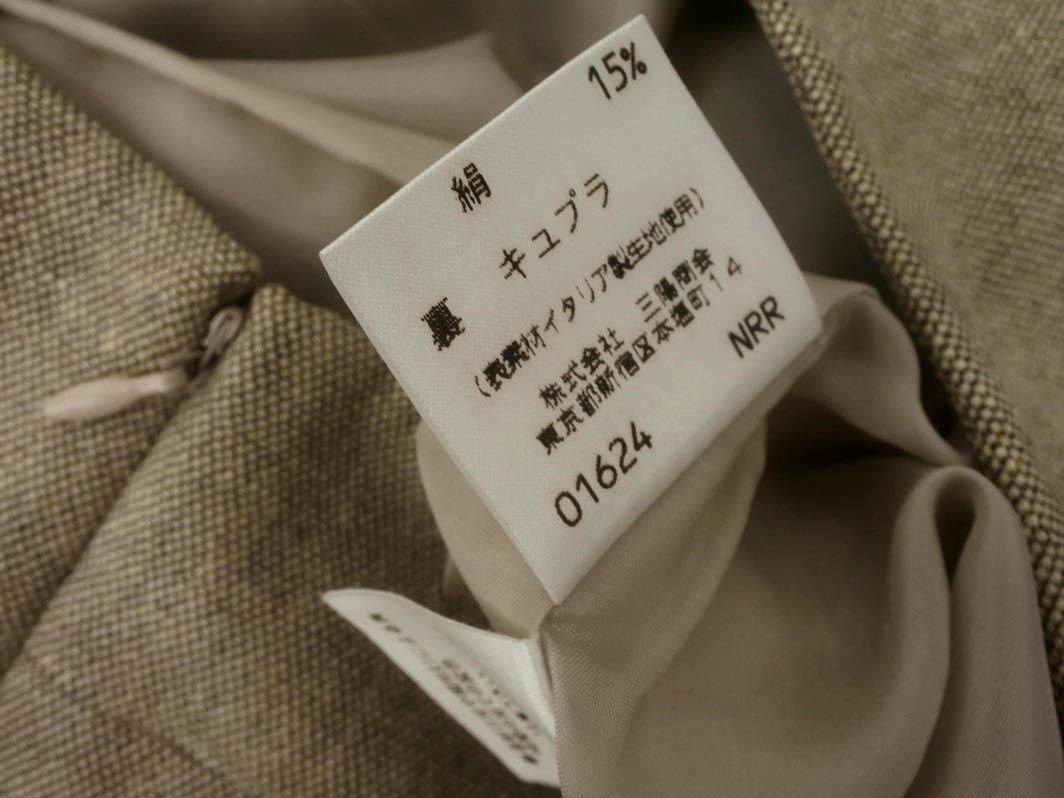 絹 15%
裏 キュプラ
(表素材イタリア製生地使用)
株式会社 三陽商会
東京都新宿区本塩町14
01624 NRR